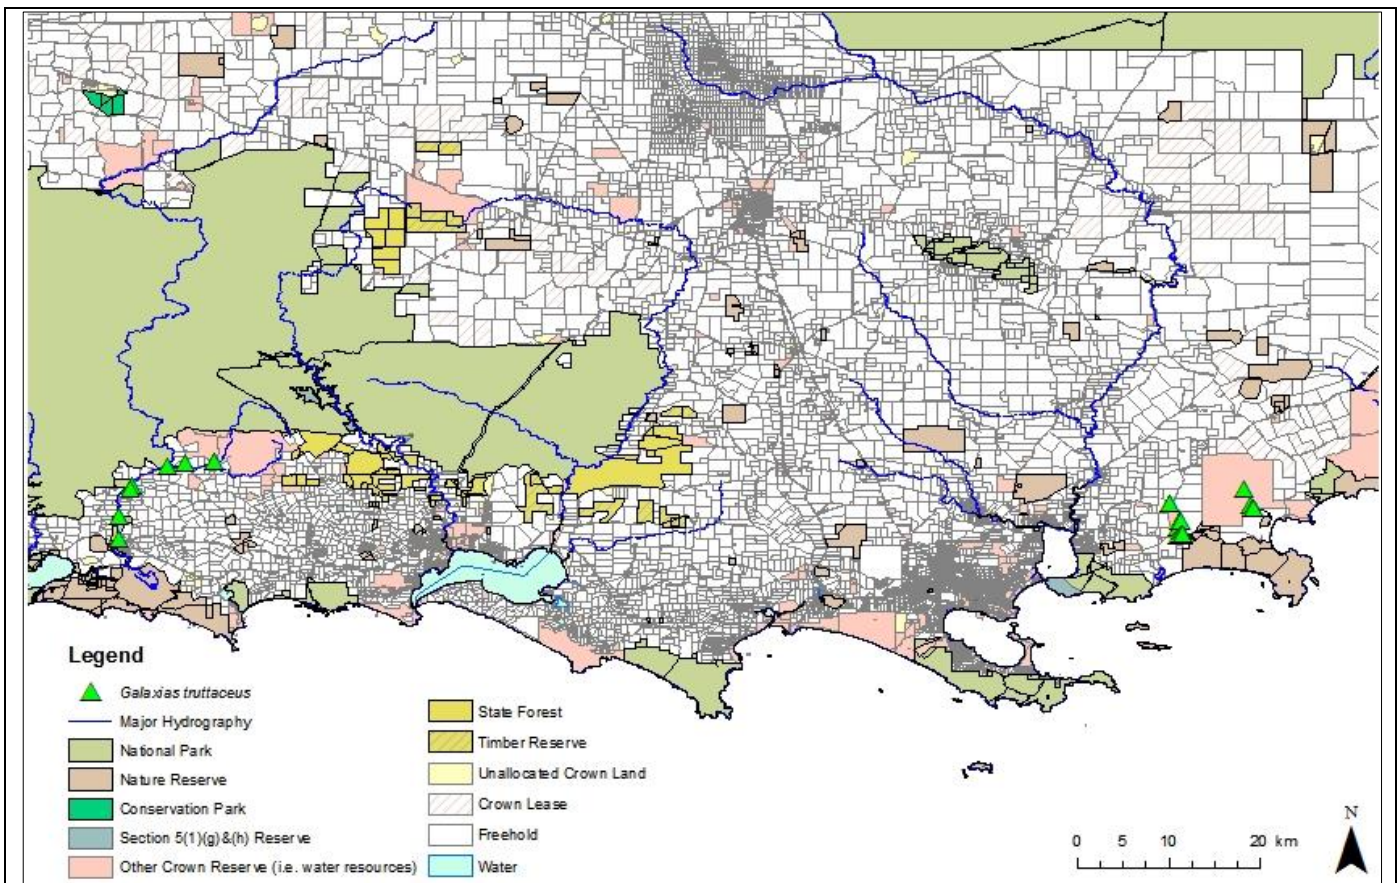 Legend
Galaxias truttaceus
Major Hydrography
National Park
Nature Reserve
Conservation Park
Section 5(1)(g)&(h) Reserve
Other Crown Reserve (i.e. water resources)
State Forest
Timber Reserve
Unallocated Crown Land
Crown Lease
Freehold
Water
N
0 5 10 20 km